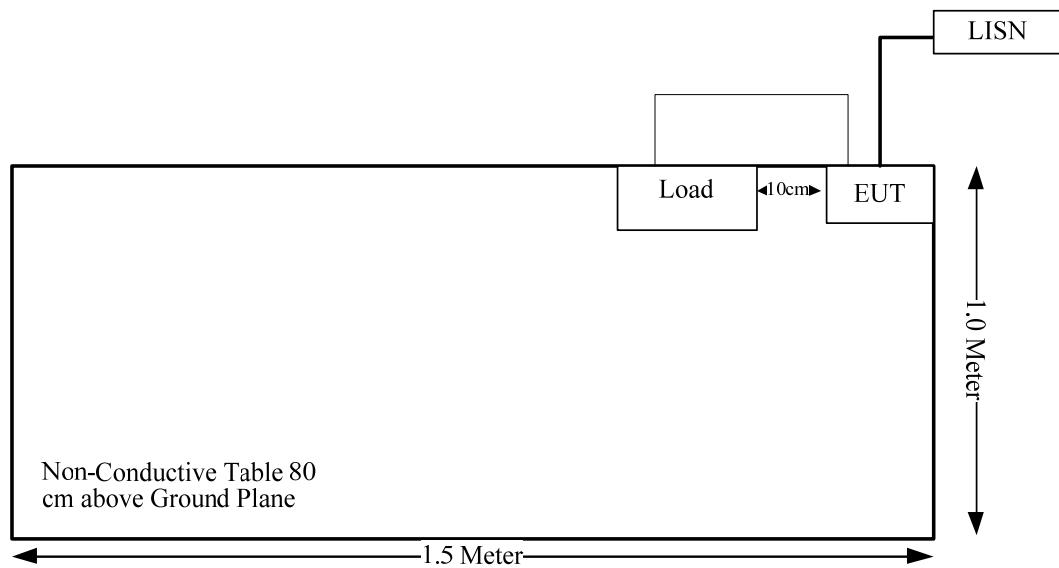 LISN
Load
10cm
EUT
1.0 Meter
Non-Conductive Table 80
cm above Ground Plane
1.5 Meter